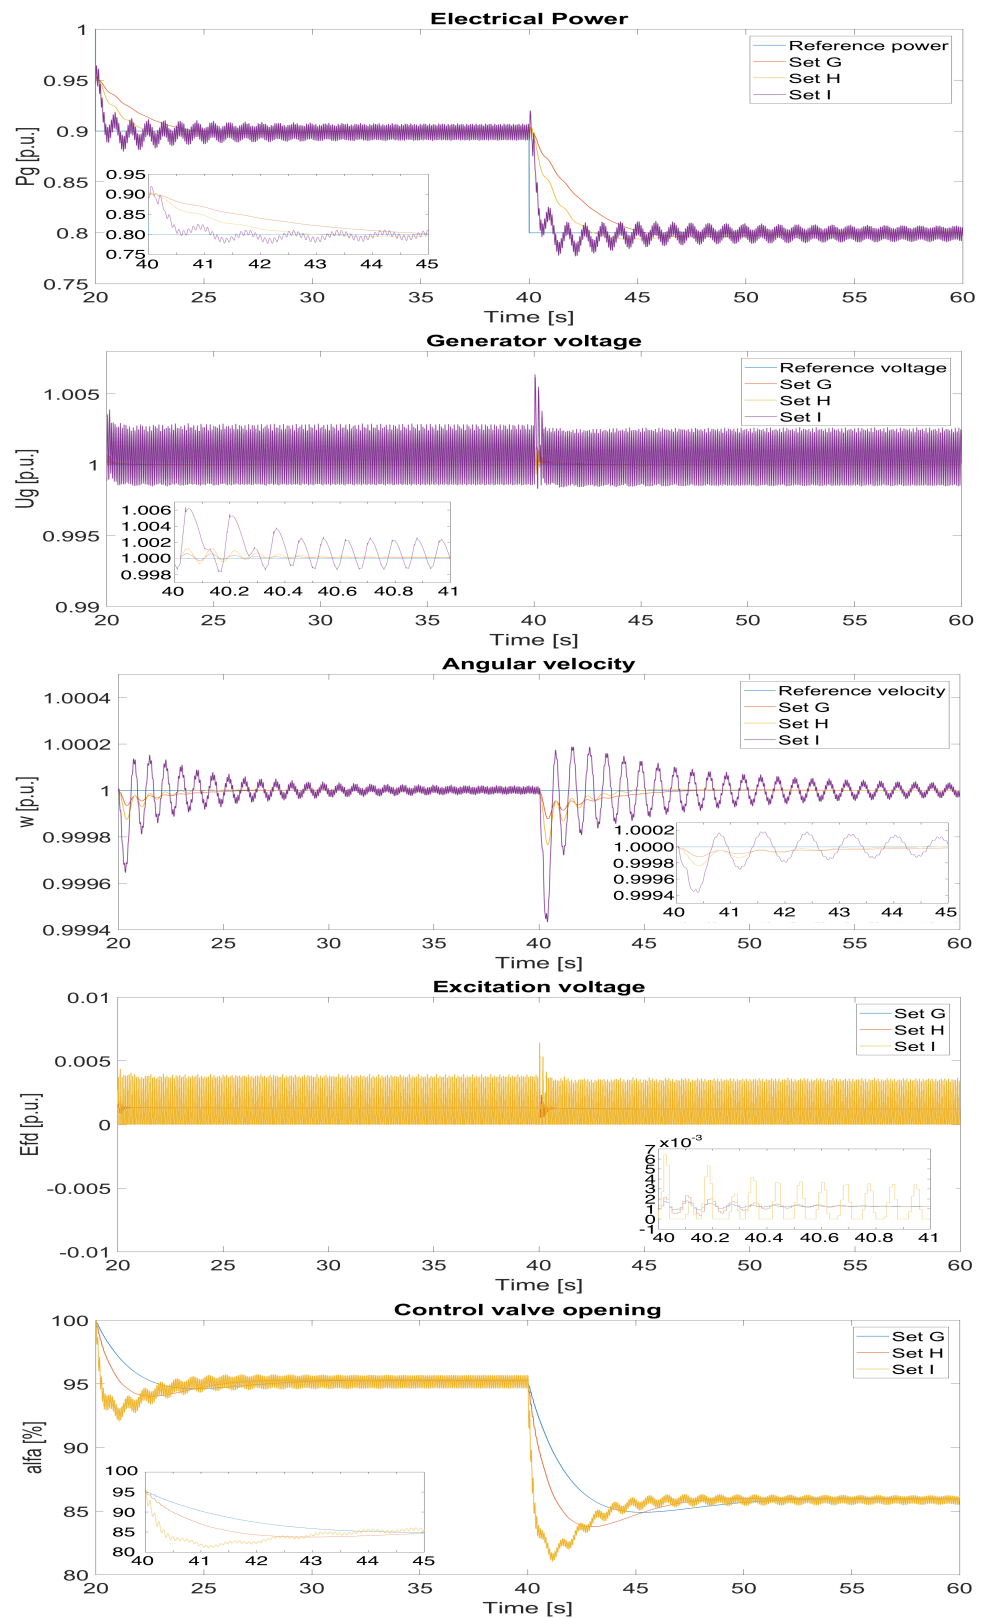 Electrical Power
1
0.95
0.9
0.85
0.8
0.75
Pg [p.u.]
Reference power
Set G
Set H
Set I
0.95
0.90
0.85
0.80
0.75
40 41 42 43 44 45
20 25 30 35 40 45 50 55 60
Time [s]
Generator voltage
1.005
1
0.995
0.99
Ug [p.u.]
Reference voltage
Set G
Set H
Set I
1.006
1.004
1.002
1.000
0.998
40 40.2 40.4 40.6 40.8 41
20 25 30 35 40 45 50 55 60
Time [s]
Angular velocity
1.0004
1.0002
1
0.9998
0.9996
0.9994
w [p.u.]
Reference velocity
Set G
Set H
Set I
1.0002
1.0000
0.9998
0.9996
0.9994
40 41 42 43 44 45
20 25 30 35 40 45 50 55 60
Time [s]
Excitation voltage
0.01
0.005
0
-0.005
-0.01
Efd [p.u.]
Set G
Set H
Set I
×10⁻³
7
6
5
4
3
2
1
0
-1
40 40.2 40.4 40.6 40.8 41
20 25 30 35 40 45 50 55 60
Time [s]
Control valve opening
100
95
90
85
80
alfa [%]
Set G
Set H
Set I
100
95
90
85
80
40 41 42 43 44 45
20 25 30 35 40 45 50 55 60
Time [s]